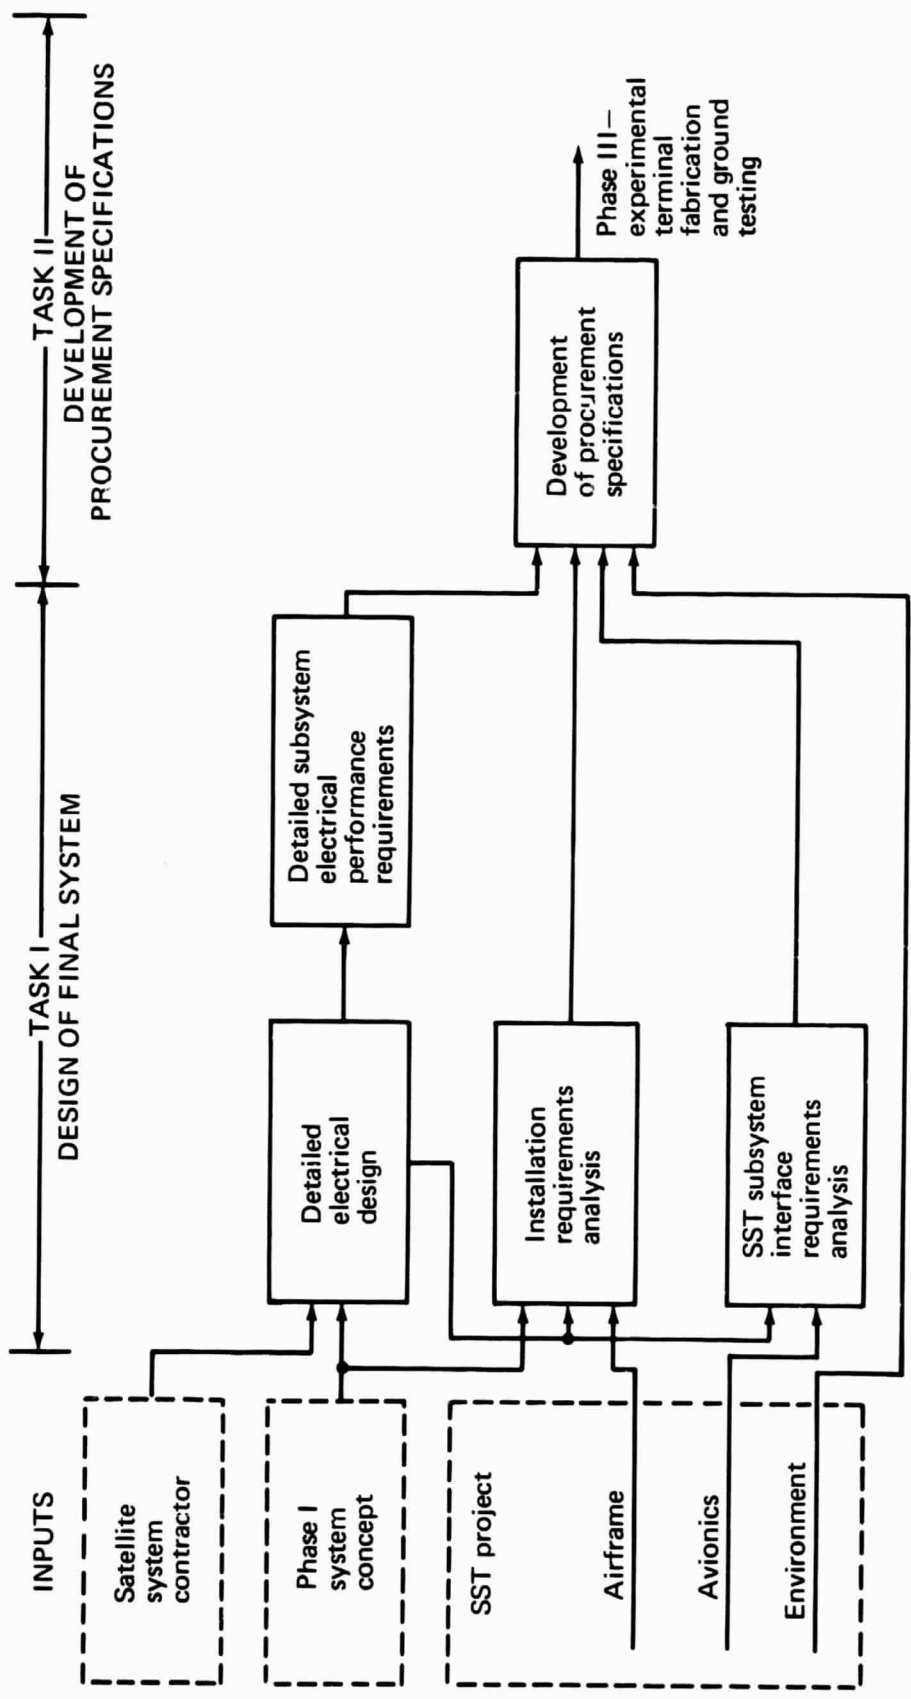 INPUTS
TASK I
DESIGN OF FINAL SYSTEM
TASK II
DEVELOPMENT OF
PROCUREMENT SPECIFICATIONS
Satellite
system
contractor
Phase I
system
concept
SST project
Airframe
Avionics
Environment
Detailed
electrical
design
Detailed subsystem
electrical
performance
requirements
Installation
requirements
analysis
SST subsystem
interface
requirements
analysis
Development
of procurement
specifications
Phase III—
experimental
terminal
fabrication
and ground
testing